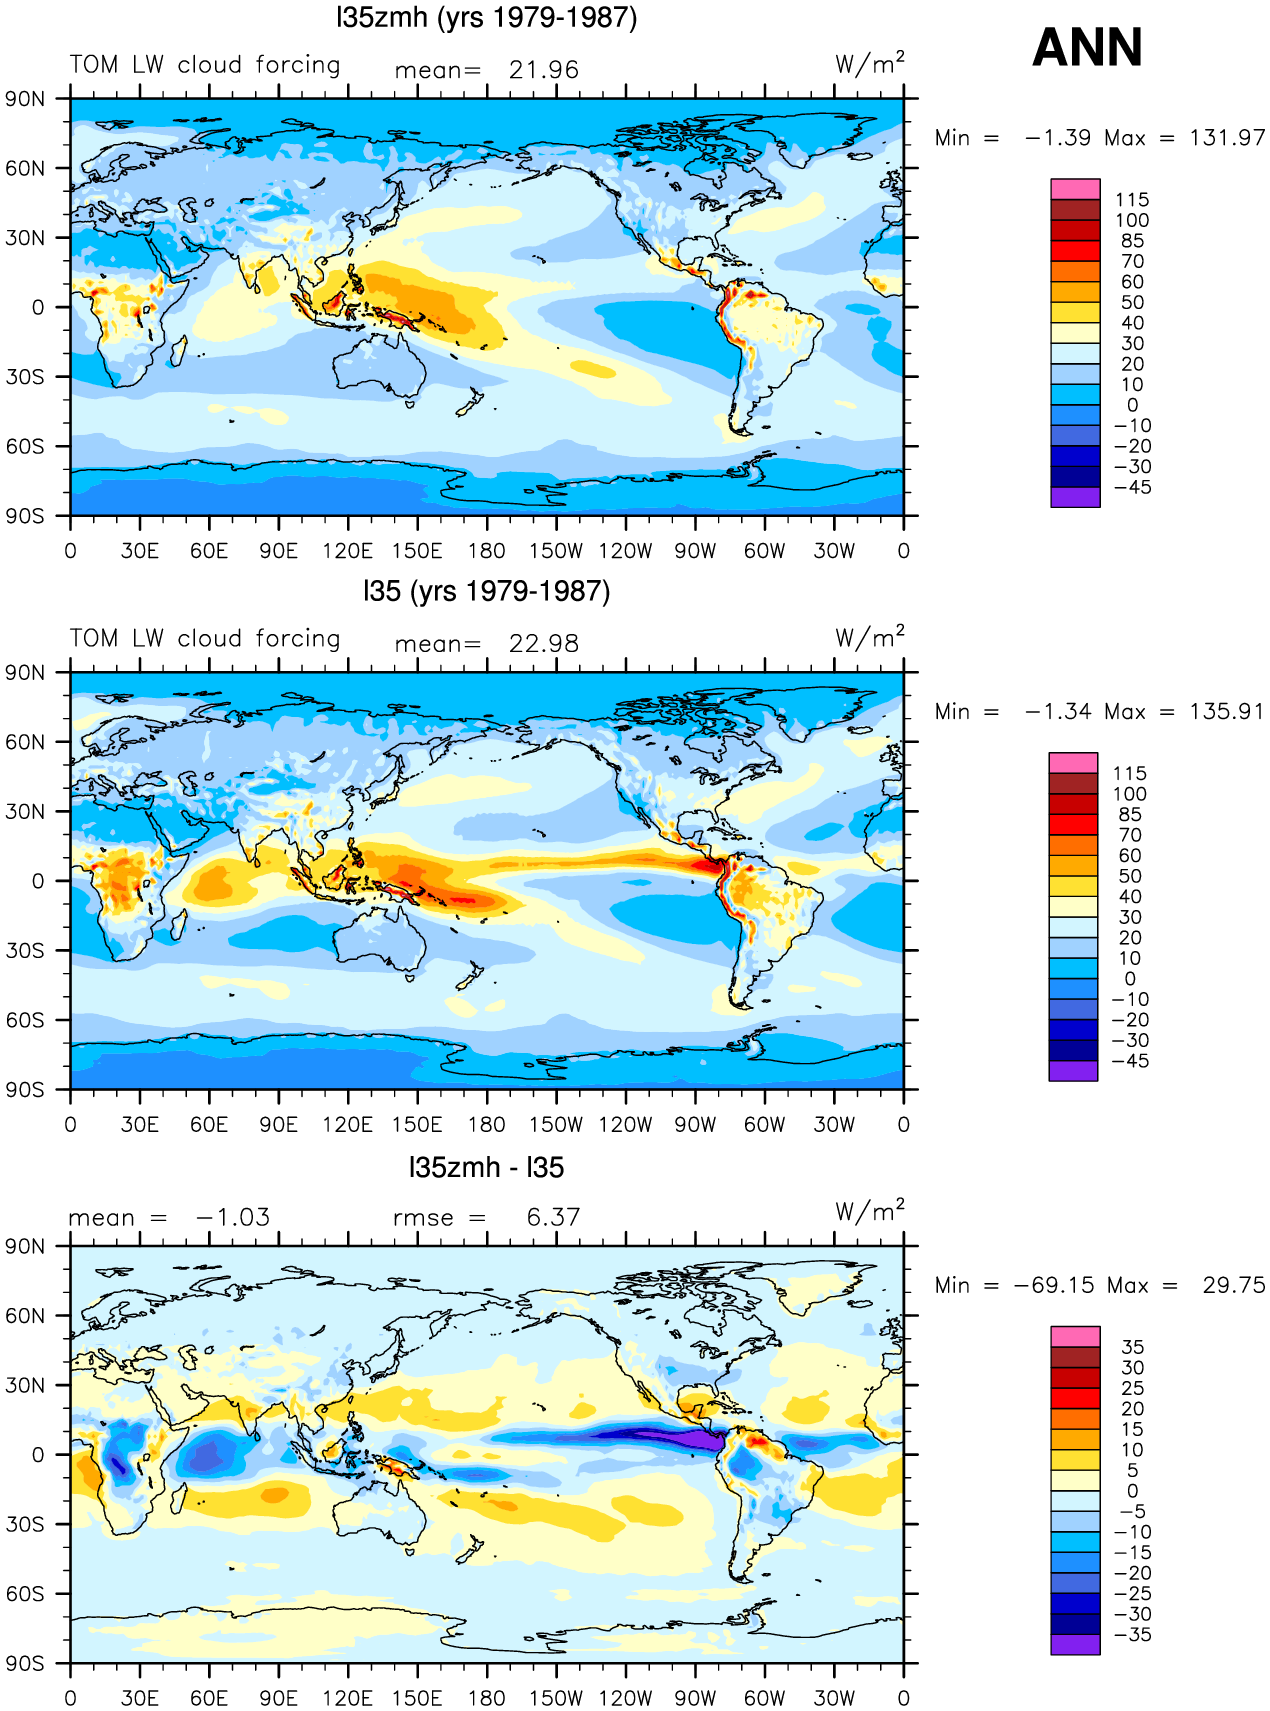 l35zmh (yrs 1979-1987)
ANN
TOM LW cloud forcing mean= 21.96 W/m²
Min = −1.39 Max = 131.97
90N
60N
30N
0
30S
60S
90S
0 30E 60E 90E 120E 150E 180 150W 120W 90W 60W 30W 0
115
100
85
70
60
50
40
30
20
10
0
−10
−20
−30
−45
l35 (yrs 1979-1987)
TOM LW cloud forcing mean= 22.98 W/m²
Min = −1.34 Max = 135.91
90N
60N
30N
0
30S
60S
90S
0 30E 60E 90E 120E 150E 180 150W 120W 90W 60W 30W 0
115
100
85
70
60
50
40
30
20
10
0
−10
−20
−30
−45
l35zmh - l35
mean = −1.03 rmse = 6.37 W/m²
Min = −69.15 Max = 29.75
90N
60N
30N
0
30S
60S
90S
0 30E 60E 90E 120E 150E 180 150W 120W 90W 60W 30W 0
35
30
25
20
15
10
5
0
−5
−10
−15
−20
−25
−30
−35